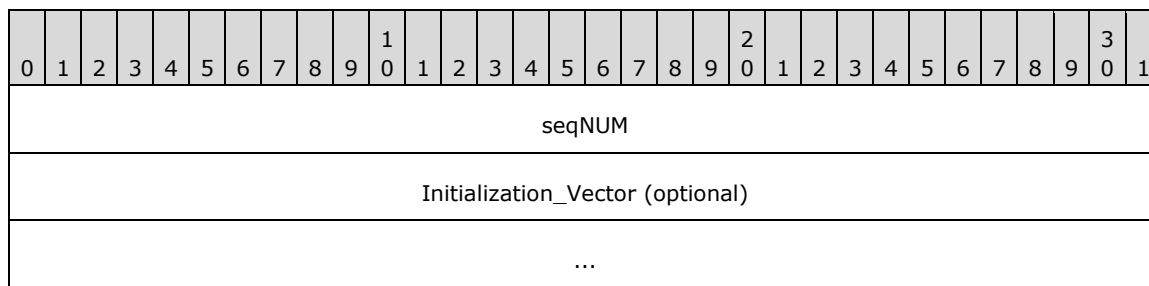 1 2 3
0 1 2 3 4 5 6 7 8 9 0 1 2 3 4 5 6 7 8 9 0 1 2 3 4 5 6 7 8 9 0 1
seqNUM
Initialization_Vector (optional)
...